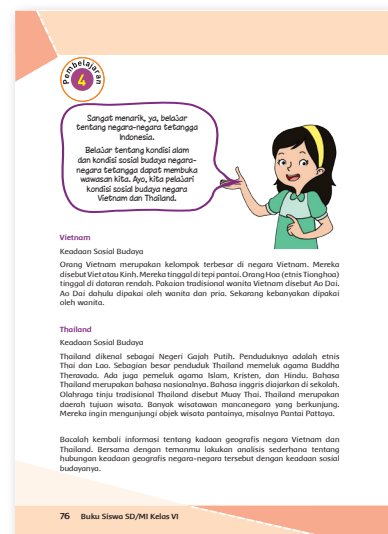 Pembelajaran
4
Sangat menarik, ya, belajar
tentang negara-negara tetangga
Indonesia.
Belajar tentang kondisi alam
dan kondisi sosial budaya negara-
negara tetangga dapat membuka
wawasan kita. Ayo, kita pelajari
kondisi sosial budaya negara
Vietnam dan Thailand.
Vietnam
Keadaan Sosial Budaya
Orang Vietnam merupakan kelompok terbesar di negara Vietnam. Mereka
disebut Viet atau Kinh. Mereka tinggal di tepi pantai. Orang Hoa (etnis Tionghoa)
tinggal di dataran rendah. Pakaian tradisional wanita Vietnam disebut Ao Dai.
Ao Dai dahulu dipakai oleh wanita dan pria. Sekarang kebanyakan dipakai
oleh wanita.
Thailand
Keadaan Sosial Budaya
Thailand dikenal sebagai Negeri Gajah Putih. Penduduknya adalah etnis
Thai dan Lao. Sebagian besar penduduk Thailand memeluk agama Buddha
Theravada. Ada juga pemeluk agama Islam, Kristen, dan Hindu. Bahasa
Thailand merupakan bahasa nasionalnya. Bahasa inggris diajarkan di sekolah.
Olahraga tinju tradisional Thailand disebut Muay Thai. Thailand merupakan
daerah tujuan wisata. Banyak wisatawan mancanegara yang berkunjung.
Mereka ingin mengunjungi objek wisata pantainya, misalnya Pantai Pattaya.
Bacalah kembali informasi tentang kadaan geografis negara Vietnam dan
Thailand. Bersama dengan temanmu lakukan analisis sederhana tentang
hubungan keadaan geografis negara-negara tersebut dengan keadaan sosial
budayanya.
76 Buku Siswa SD/MI Kelas VI